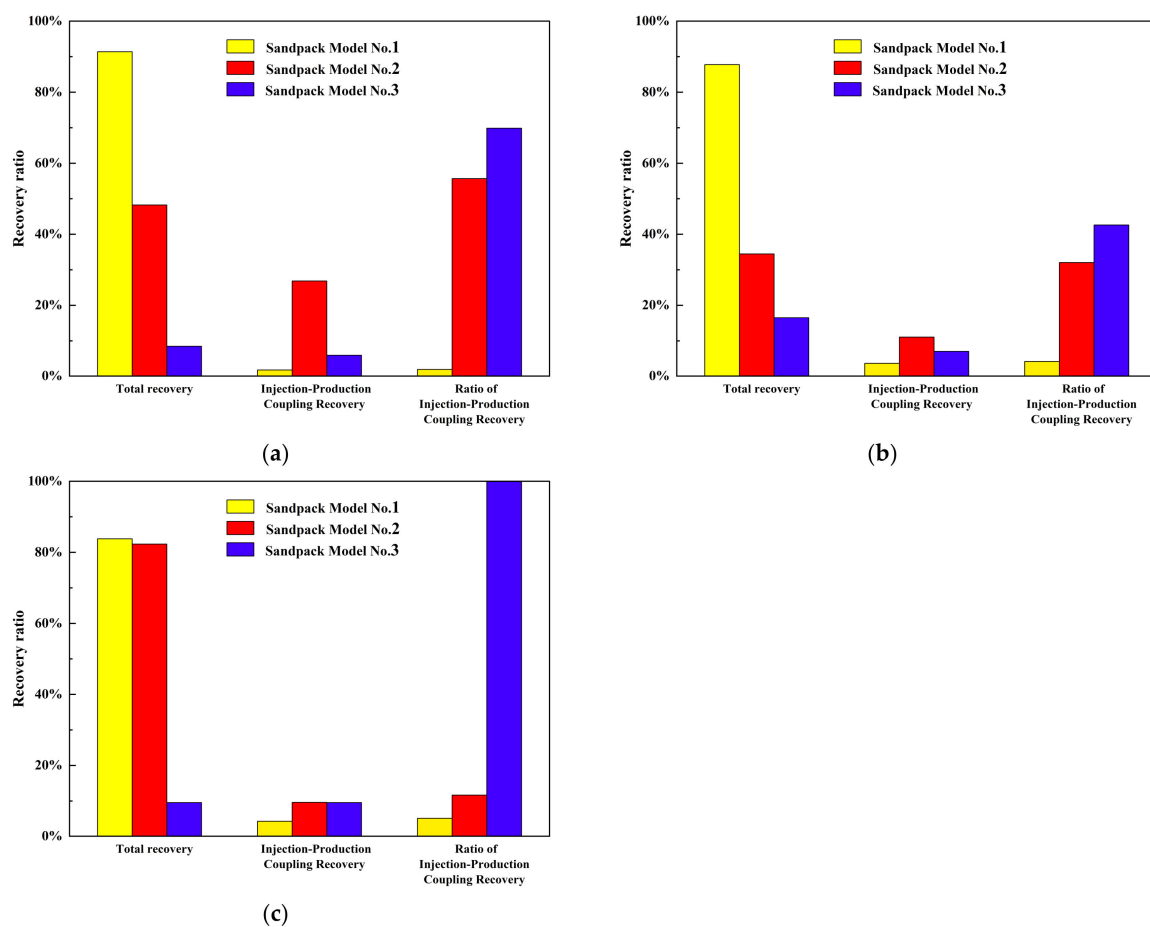 100%
80%
60%
40%
20%
0%
Recovery ratio
Sandpack Model No.1
Sandpack Model No.2
Sandpack Model No.3
Total recovery
Injection-Production
Coupling Recovery
Ratio of
Injection-Production
Coupling Recovery
(a)
100%
80%
60%
40%
20%
0%
Recovery ratio
Sandpack Model No.1
Sandpack Model No.2
Sandpack Model No.3
Total recovery
Injection-Production
Coupling Recovery
Ratio of
Injection-Production
Coupling Recovery
(b)
100%
80%
60%
40%
20%
0%
Recovery ratio
Sandpack Model No.1
Sandpack Model No.2
Sandpack Model No.3
Total recovery
Injection-Production
Coupling Recovery
Ratio of
Injection-Production
Coupling Recovery
(c)